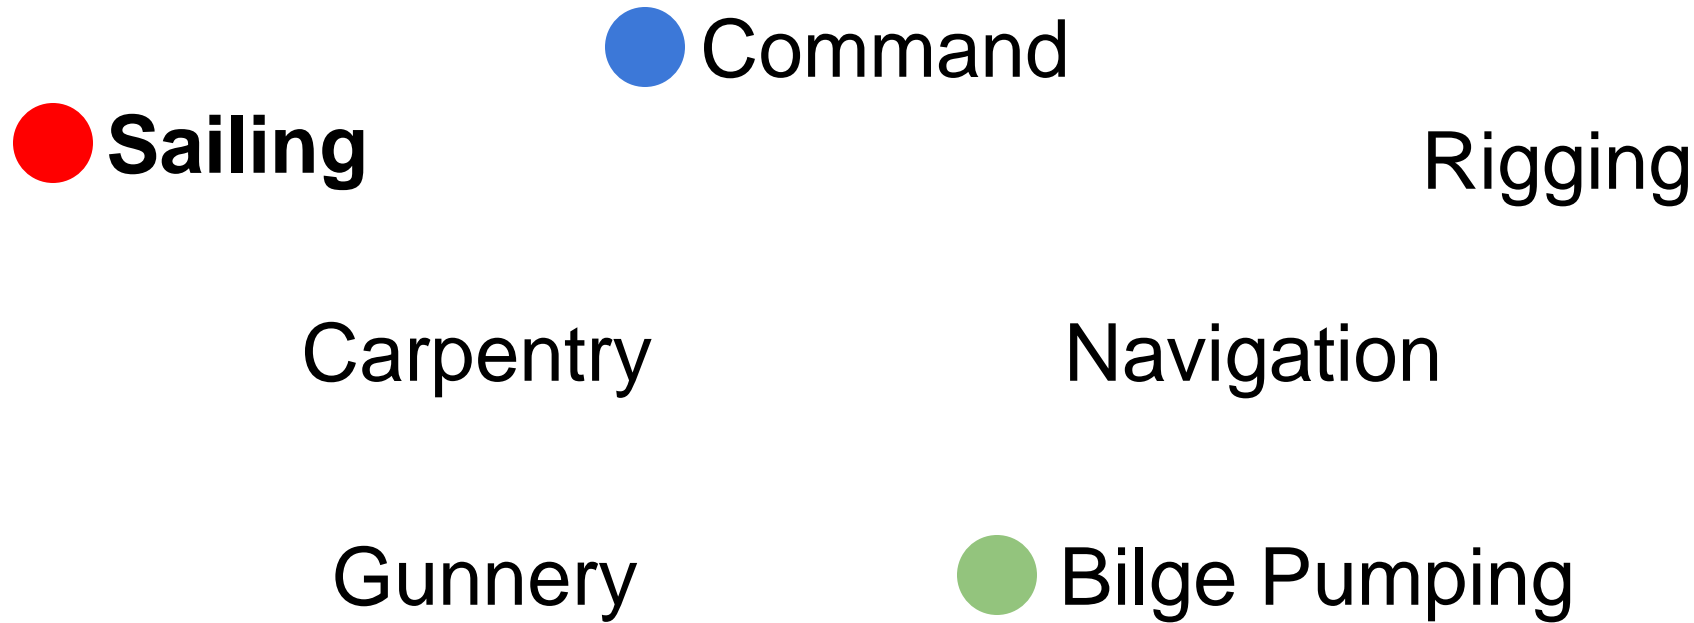 Command
Sailing
Rigging
Carpentry
Navigation
Gunnery
Bilge Pumping